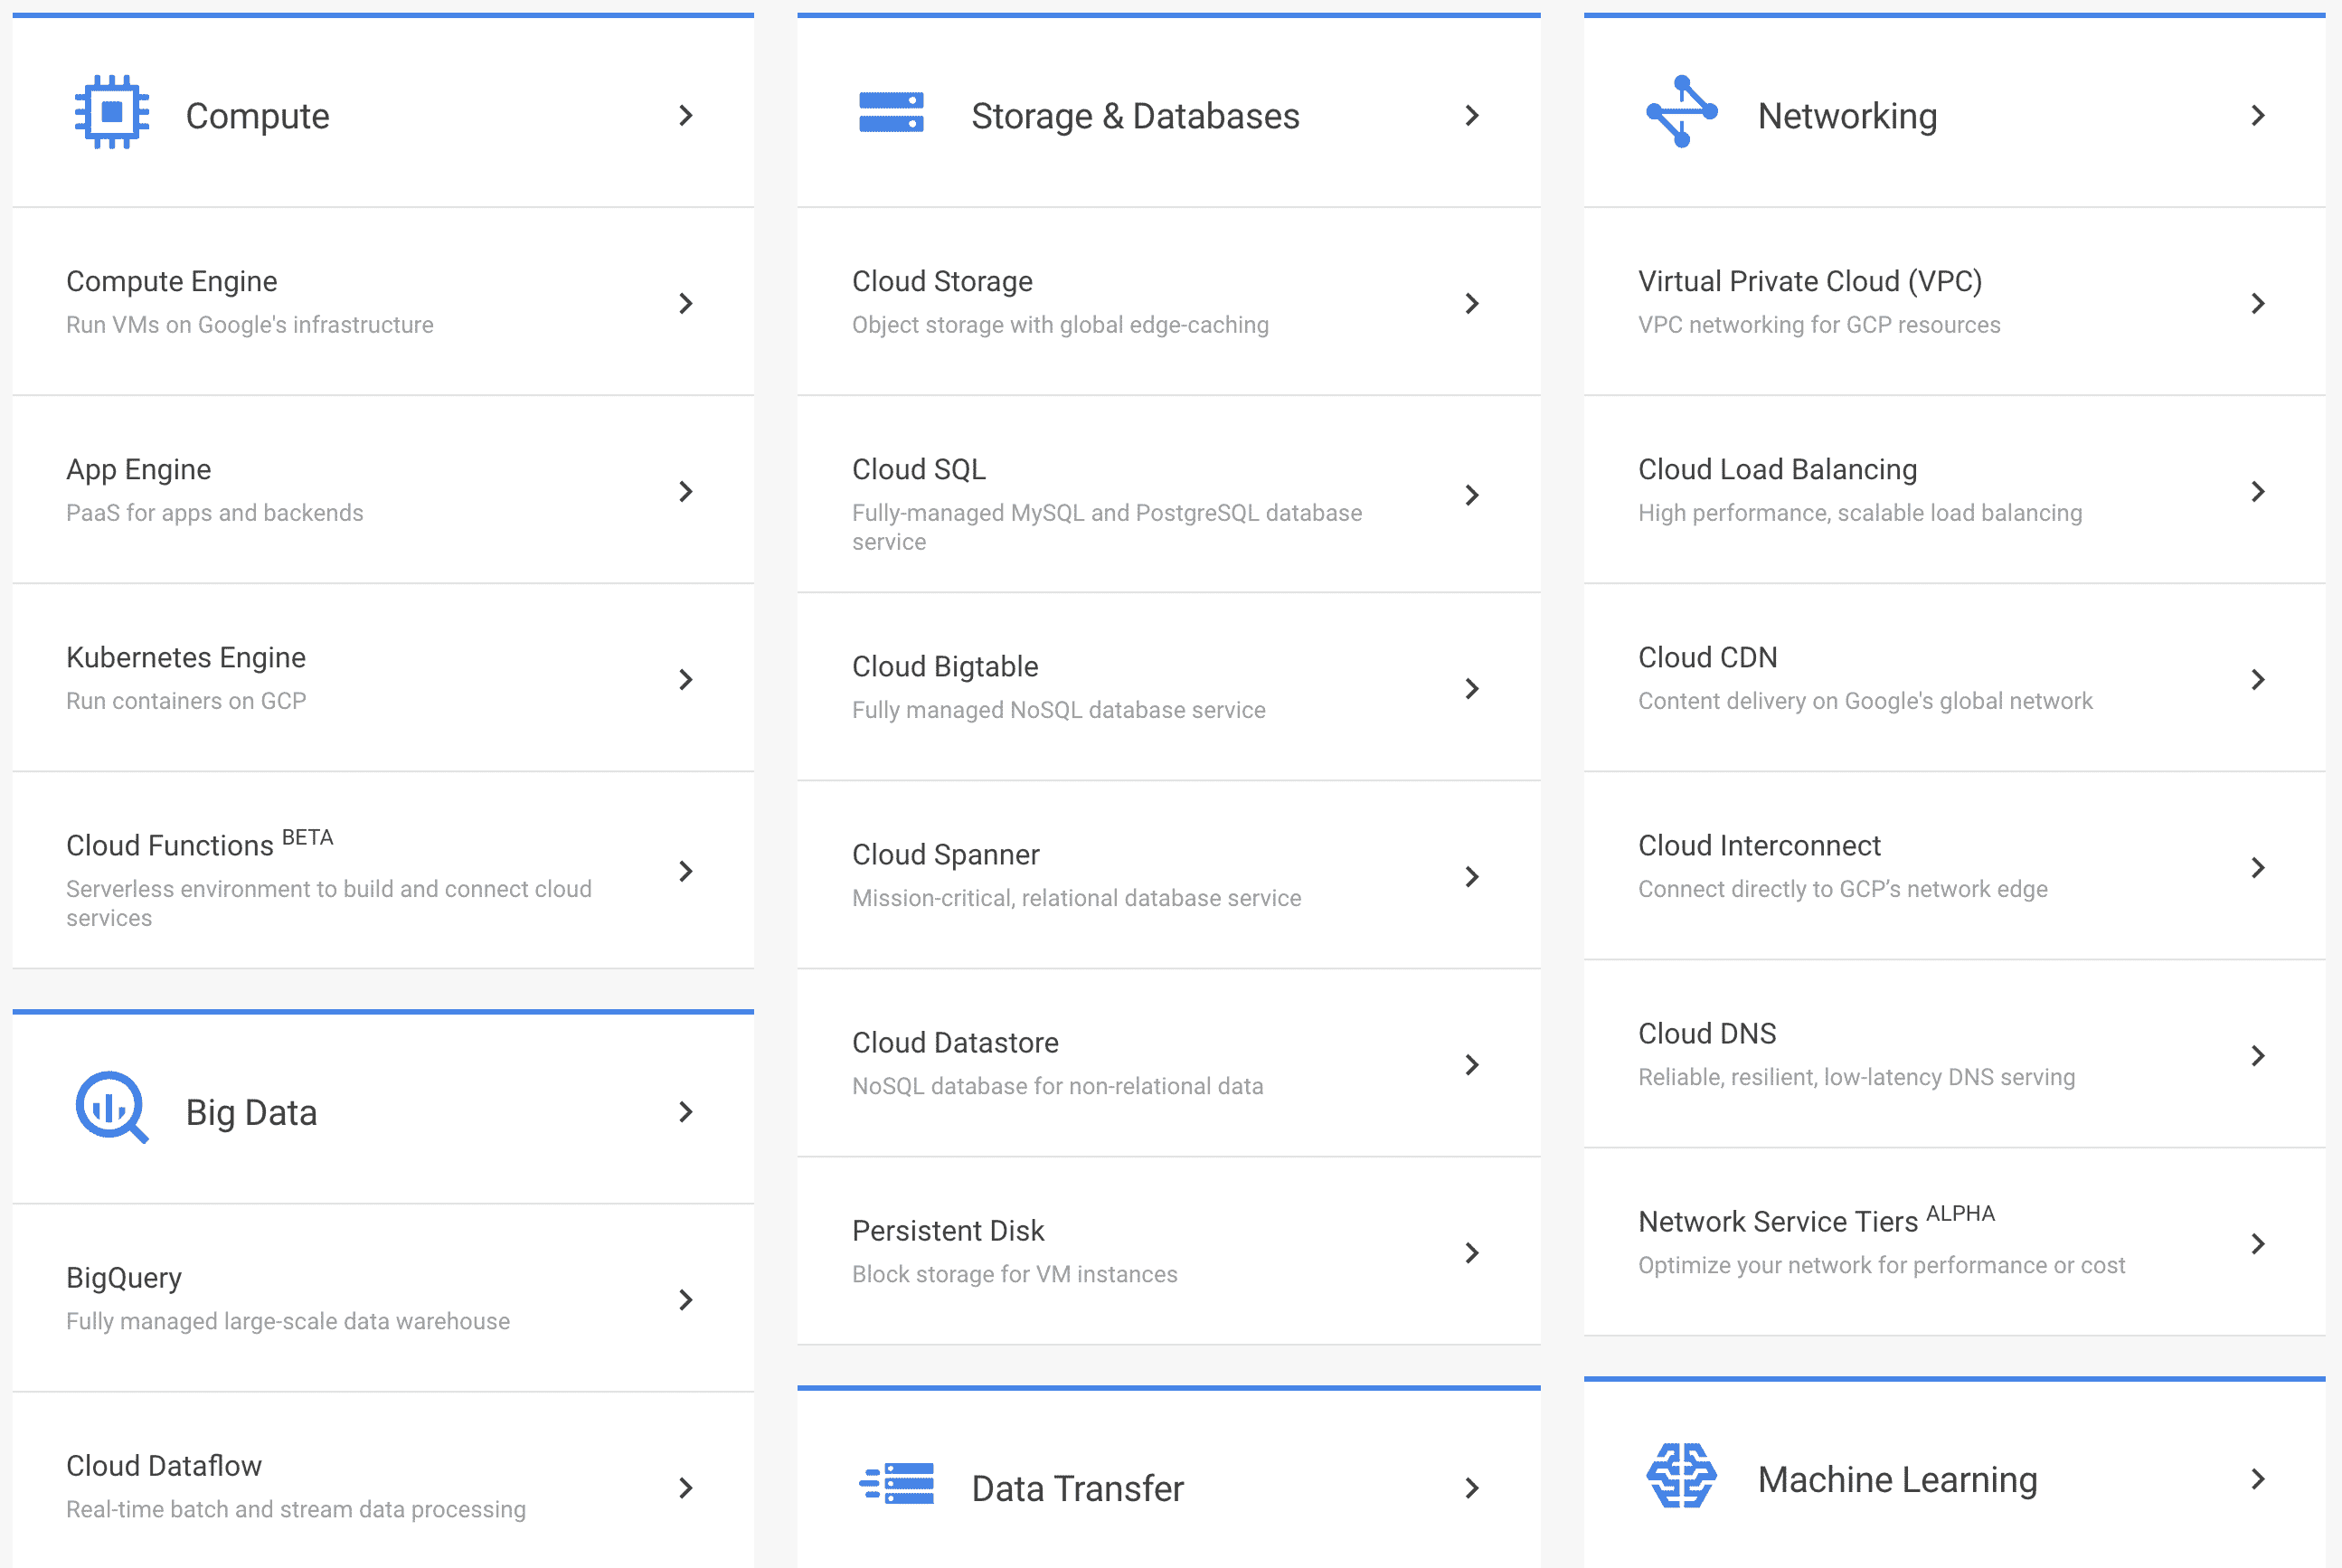 Compute
Compute Engine
Run VMs on Google's infrastructure
App Engine
PaaS for apps and backends
Kubernetes Engine
Run containers on GCP
Cloud Functions BETA
Serverless environment to build and connect cloud
services
Big Data
BigQuery
Fully managed large-scale data warehouse
Cloud Dataflow
Real-time batch and stream data processing
Storage & Databases
Cloud Storage
Object storage with global edge-caching
Cloud SQL
Fully-managed MySQL and PostgreSQL database
service
Cloud Bigtable
Fully managed NoSQL database service
Cloud Spanner
Mission-critical, relational database service
Cloud Datastore
NoSQL database for non-relational data
Persistent Disk
Block storage for VM instances
Data Transfer
Networking
Virtual Private Cloud (VPC)
VPC networking for GCP resources
Cloud Load Balancing
High performance, scalable load balancing
Cloud CDN
Content delivery on Google's global network
Cloud Interconnect
Connect directly to GCP’s network edge
Cloud DNS
Reliable, resilient, low-latency DNS serving
Network Service Tiers ALPHA
Optimize your network for performance or cost
Machine Learning